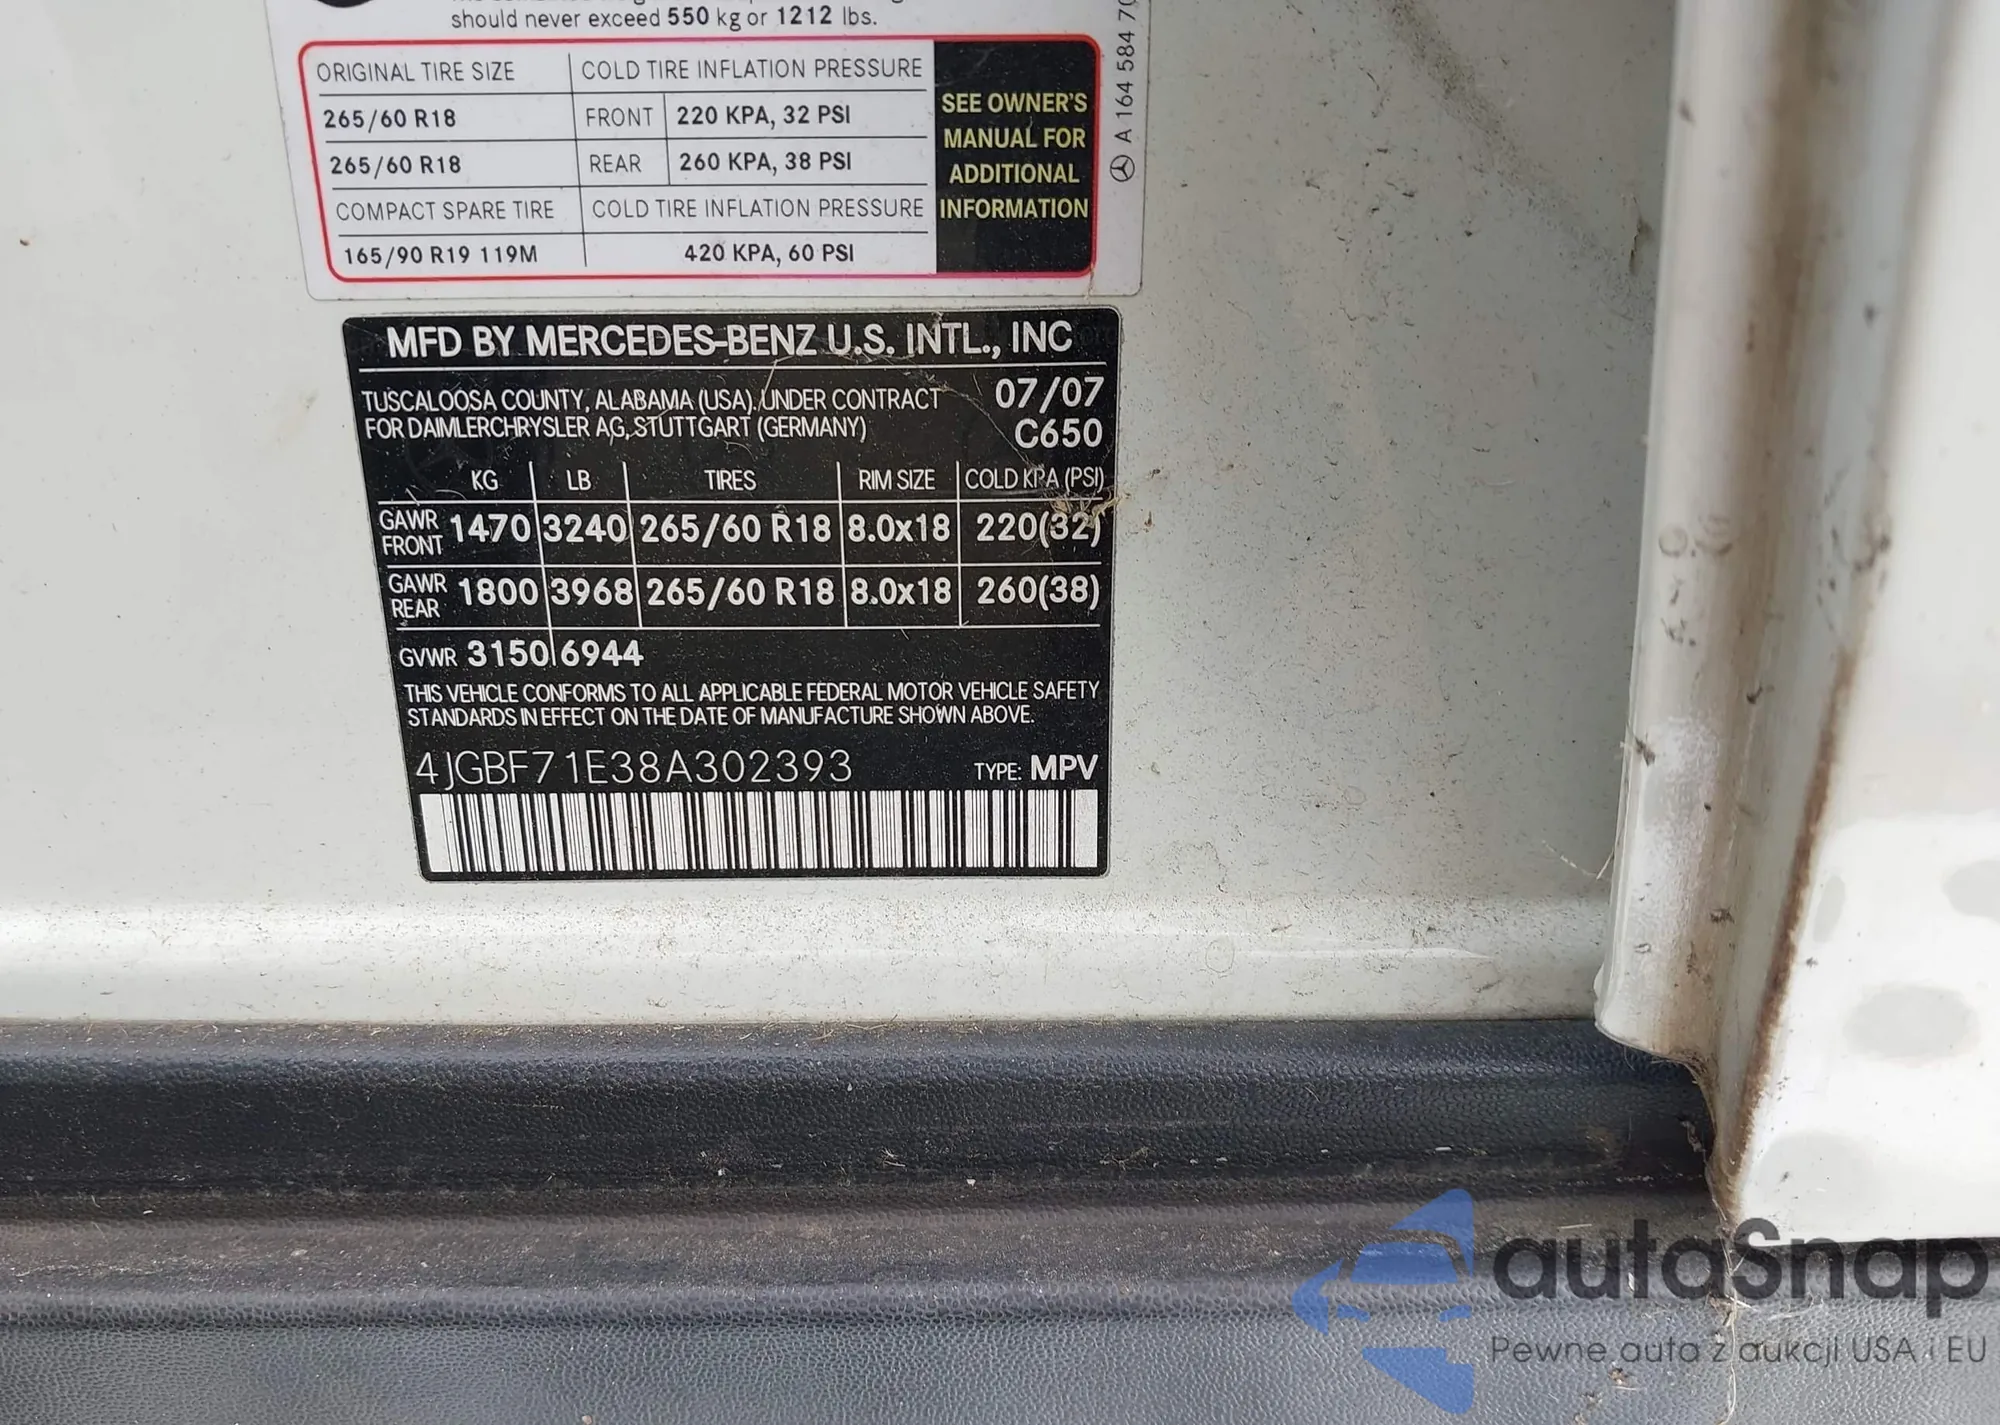 should never exceed 550 kg or 1212 lbs.
ORIGINAL TIRE SIZE COLD TIRE INFLATION PRESSURE
265/60 R18 FRONT 220 KPA, 32 PSI
265/60 R18 REAR 260 KPA, 38 PSI
COMPACT SPARE TIRE COLD TIRE INFLATION PRESSURE
165/90 R19 119M 420 KPA, 60 PSI
SEE OWNER'S
MANUAL FOR
ADDITIONAL
INFORMATION
A 164 584 70
MFD BY MERCEDES-BENZ U.S. INTL., INC
TUSCALOOSA COUNTY, ALABAMA (USA), UNDER CONTRACT 07/07
FOR DAIMLERCHRYSLER AG, STUTTGART (GERMANY) C650
KG LB TIRES RIM SIZE COLD KPA (PSI)
GAWR FRONT 1470 3240 265/60 R18 8.0x18 220(32)
GAWR REAR 1800 3968 265/60 R18 8.0x18 260(38)
GVWR 3150 6944
THIS VEHICLE CONFORMS TO ALL APPLICABLE FEDERAL MOTOR VEHICLE SAFETY
STANDARDS IN EFFECT ON THE DATE OF MANUFACTURE SHOWN ABOVE.
4JGBF71E38A302393 TYPE: MPV
autaSnap
Pewne auta z aukcji USA i EU